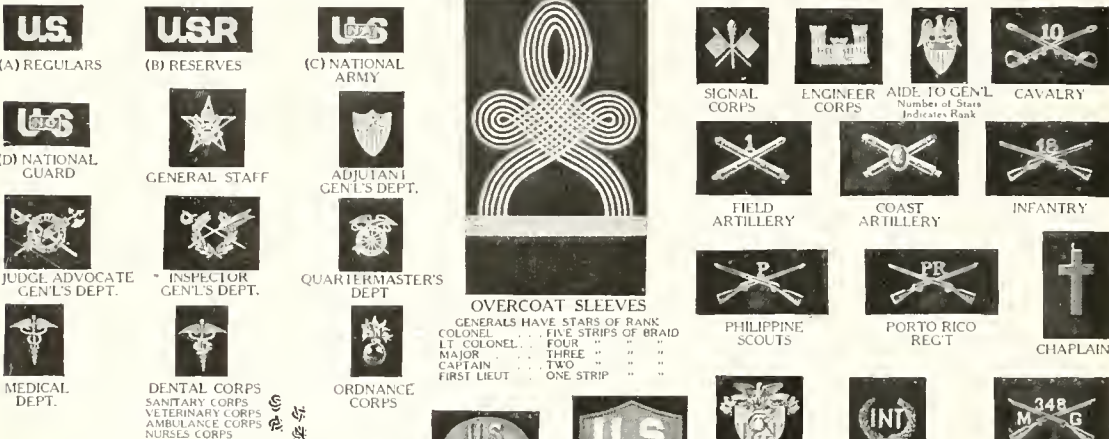 U.S.
(A) REGULARS
U.S.R
(B) RESERVES
U S
(C) NATIONAL
ARMY
(D) NATIONAL
GUARD
GENERAL STAFF
ADJUTANT
GEN'L'S DEPT.
JUDGE ADVOCATE
GEN'L'S DEPT.
INSPECTOR
GEN'L'S DEPT.
QUARTERMASTER'S
DEPT
MEDICAL
DEPT.
DENTAL CORPS
SANITARY CORPS
VETERINARY CORPS
AMBULANCE CORPS
NURSES CORPS
ORDNANCE
CORPS
OVERCOAT SLEEVES
GENERALS HAVE STARS OF RANK
COLONEL . . . FIVE STRIPS OF BRAID
LT COLONEL . . . FOUR " " "
MAJOR . . . THREE " " "
CAPTAIN . . . TWO " " "
FIRST LIEUT . ONE STRIP " "
US
U S
SIGNAL
CORPS
ENGINEER
CORPS
AIDE TO GEN'L
Number of Stars
Indicates Rank
10
CAVALRY
1
FIELD
ARTILLERY
COAST
ARTILLERY
18
INFANTRY
P
PHILIPPINE
SCOUTS
PR
PORTO RICO
REG'T
CHAPLAIN
INT
348
M G